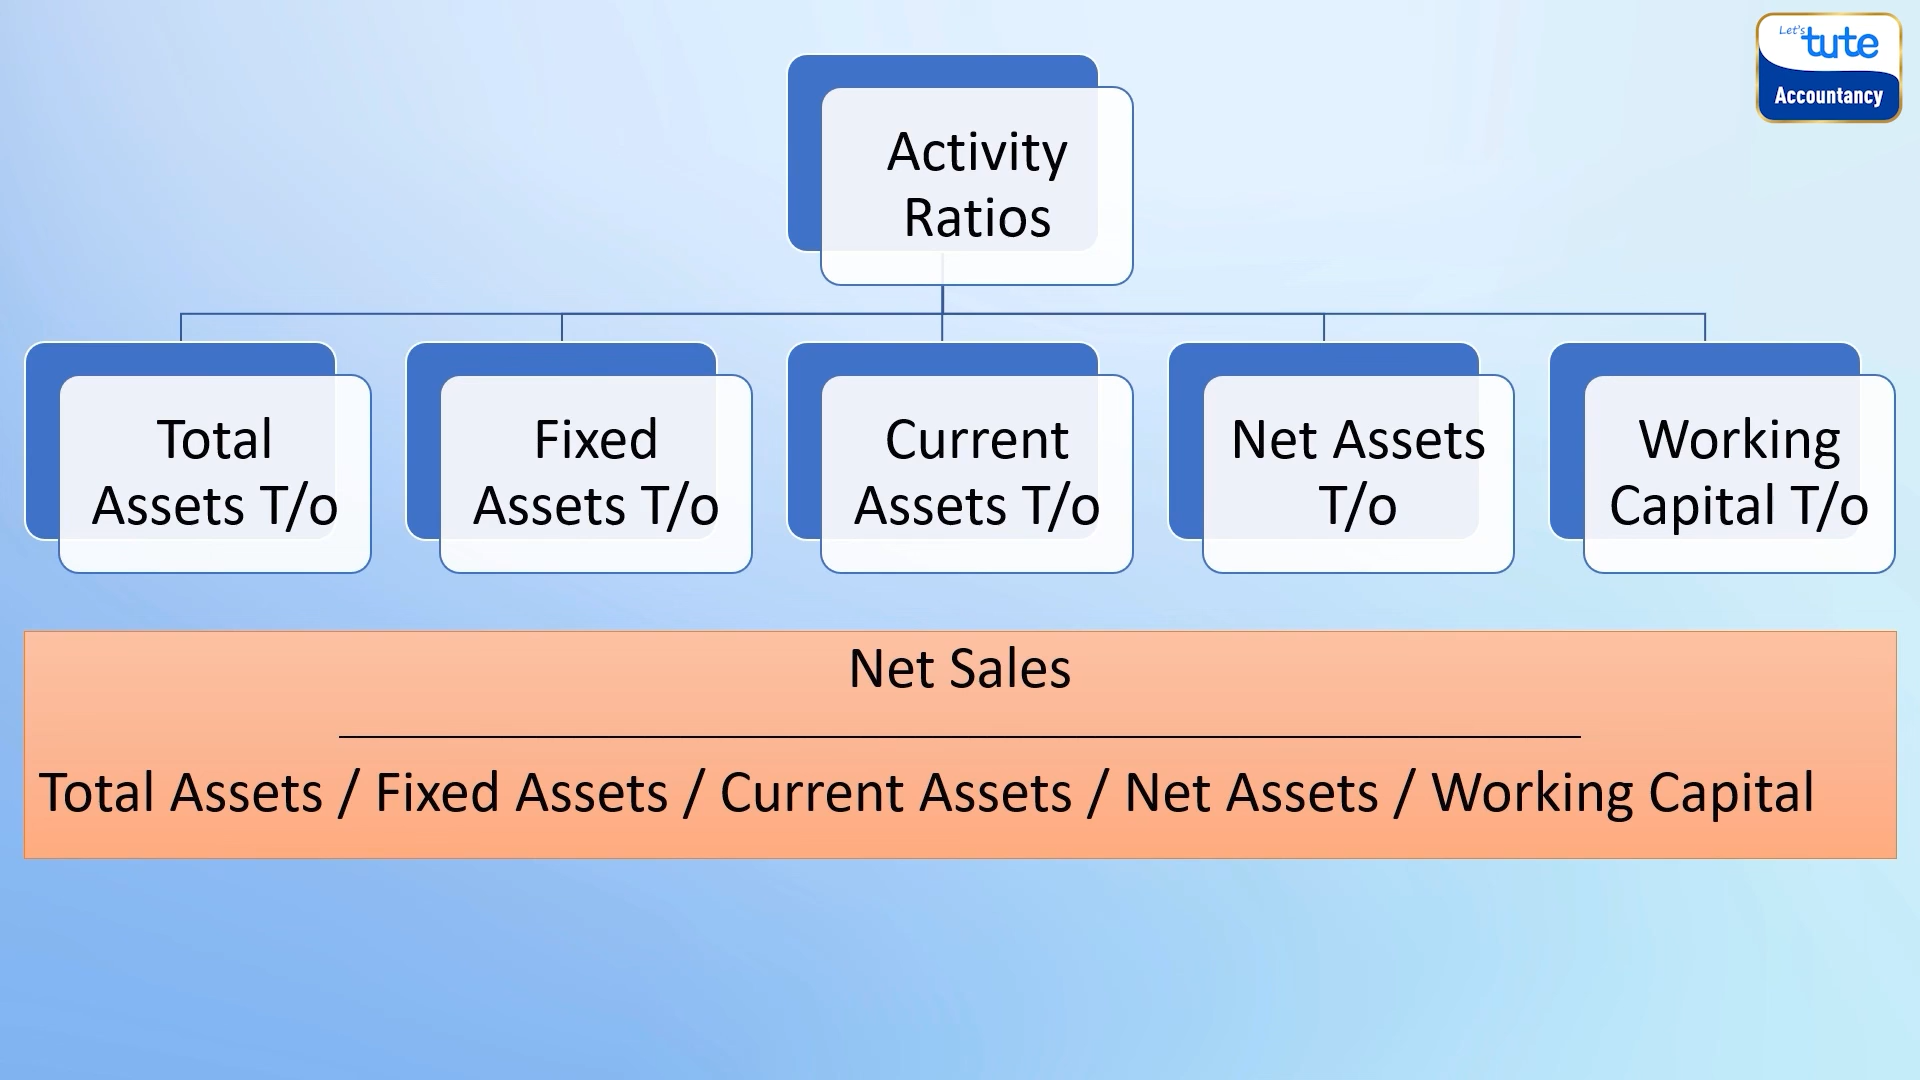 Let's
tute
Accountancy
Activity
Ratios
Total
Assets T/o
Fixed
Assets T/o
Current
Assets T/o
Net Assets
T/o
Working
Capital T/o
Net Sales
Total Assets / Fixed Assets / Current Assets / Net Assets / Working Capital